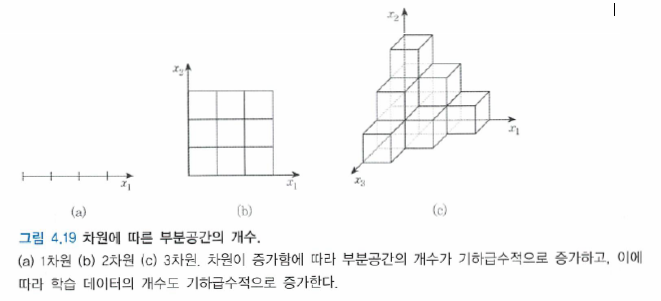 x₂
x₂
x₁
x₁
x₁
x₃
(a)
(b)
(c)
그림 4.19 차원에 따른 부분공간의 개수.
(a) 1차원 (b) 2차원 (c) 3차원. 차원이 증가함에 따라 부분공간의 개수가 기하급수적으로 증가하고, 이에
따라 학습 데이터의 개수도 기하급수적으로 증가한다.